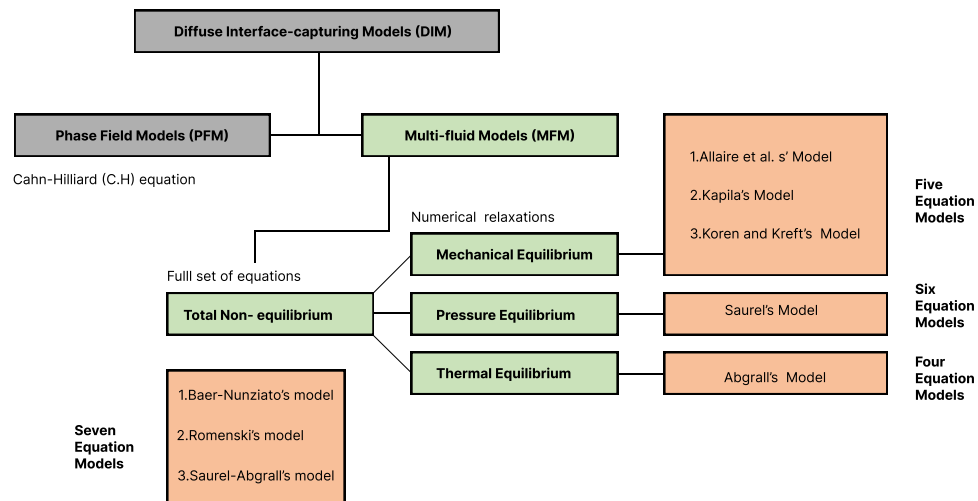 Diffuse Interface-capturing Models (DIM)
Phase Field Models (PFM)
Multi-fluid Models (MFM)
Cahn-Hilliard (C.H) equation
1.Allaire et al. s’ Model
2.Kapila’s Model
3.Koren and Kreft’s Model
Five
Equation
Models
Numerical relaxations
Mechanical Equilibrium
Fulll set of equations
Total Non- equilibrium
Pressure Equilibrium
Saurel’s Model
Six
Equation
Models
Thermal Equilibrium
Abgrall’s Model
Four
Equation
Models
Seven
Equation
Models
1.Baer-Nunziato’s model
2.Romenski’s model
3.Saurel-Abgrall’s model